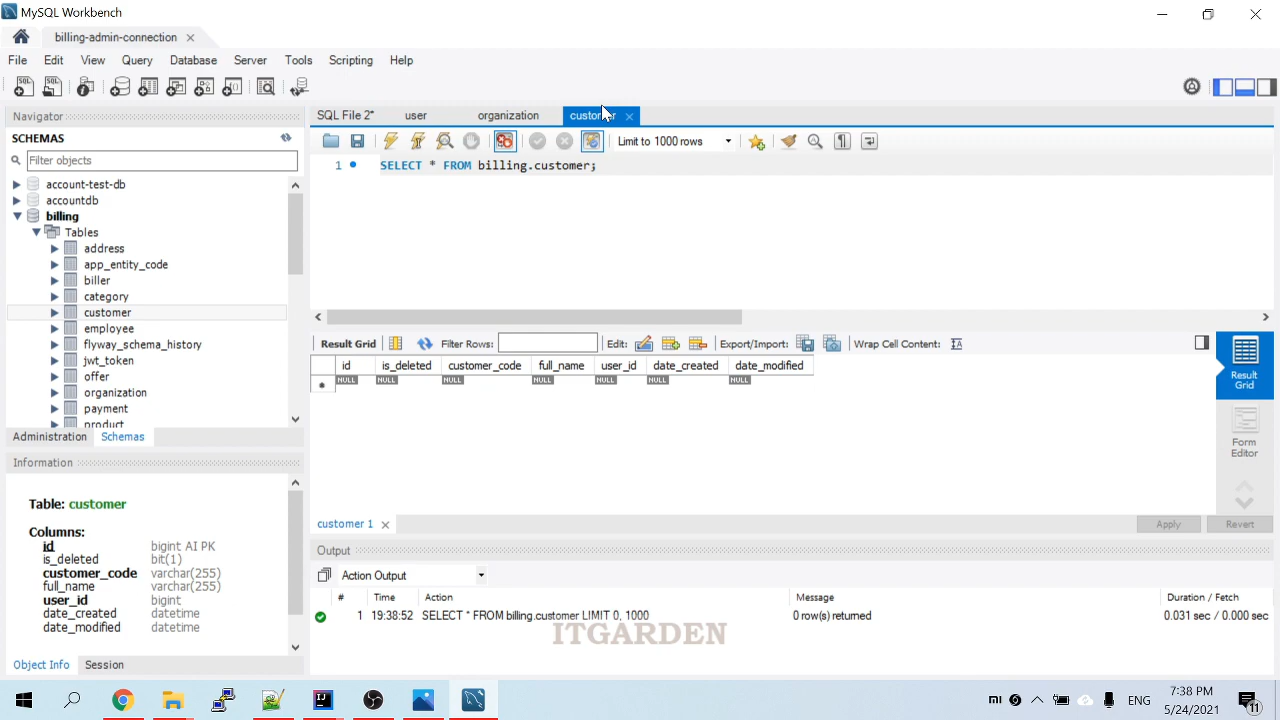 MySQL Workbench
billing-admin-connection
File Edit View Query Database Server Tools Scripting Help
Navigator
SCHEMAS
Filter objects
account-test-db
accountdb
billing
Tables
address
app_entity_code
biller
category
customer
employee
flyway_schema_history
jwt_token
offer
organization
payment
product
Administration Schemas
Information
Table: customer
Columns:
id bigint AI PK
is_deleted bit(1)
customer_code varchar(255)
full_name varchar(255)
user_id bigint
date_created datetime
date_modified datetime
Object Info Session
SQL File 2* user organization customer
Limit to 1000 rows
1 SELECT * FROM billing.customer;
Result Grid Filter Rows: Edit: Export/Import: Wrap Cell Content:
id is_deleted customer_code full_name user_id date_created date_modified
NULL NULL NULL NULL NULL NULL NULL
Result
Grid
Form
Editor
customer 1 Apply Revert
Output
Action Output
# Time Action Message Duration / Fetch
1 19:38:52 SELECT * FROM billing.customer LIMIT 0, 1000 0 row(s) returned 0.031 sec / 0.000 sec
ITGARDEN
ENG
7:38 PM
5/24/2021
11